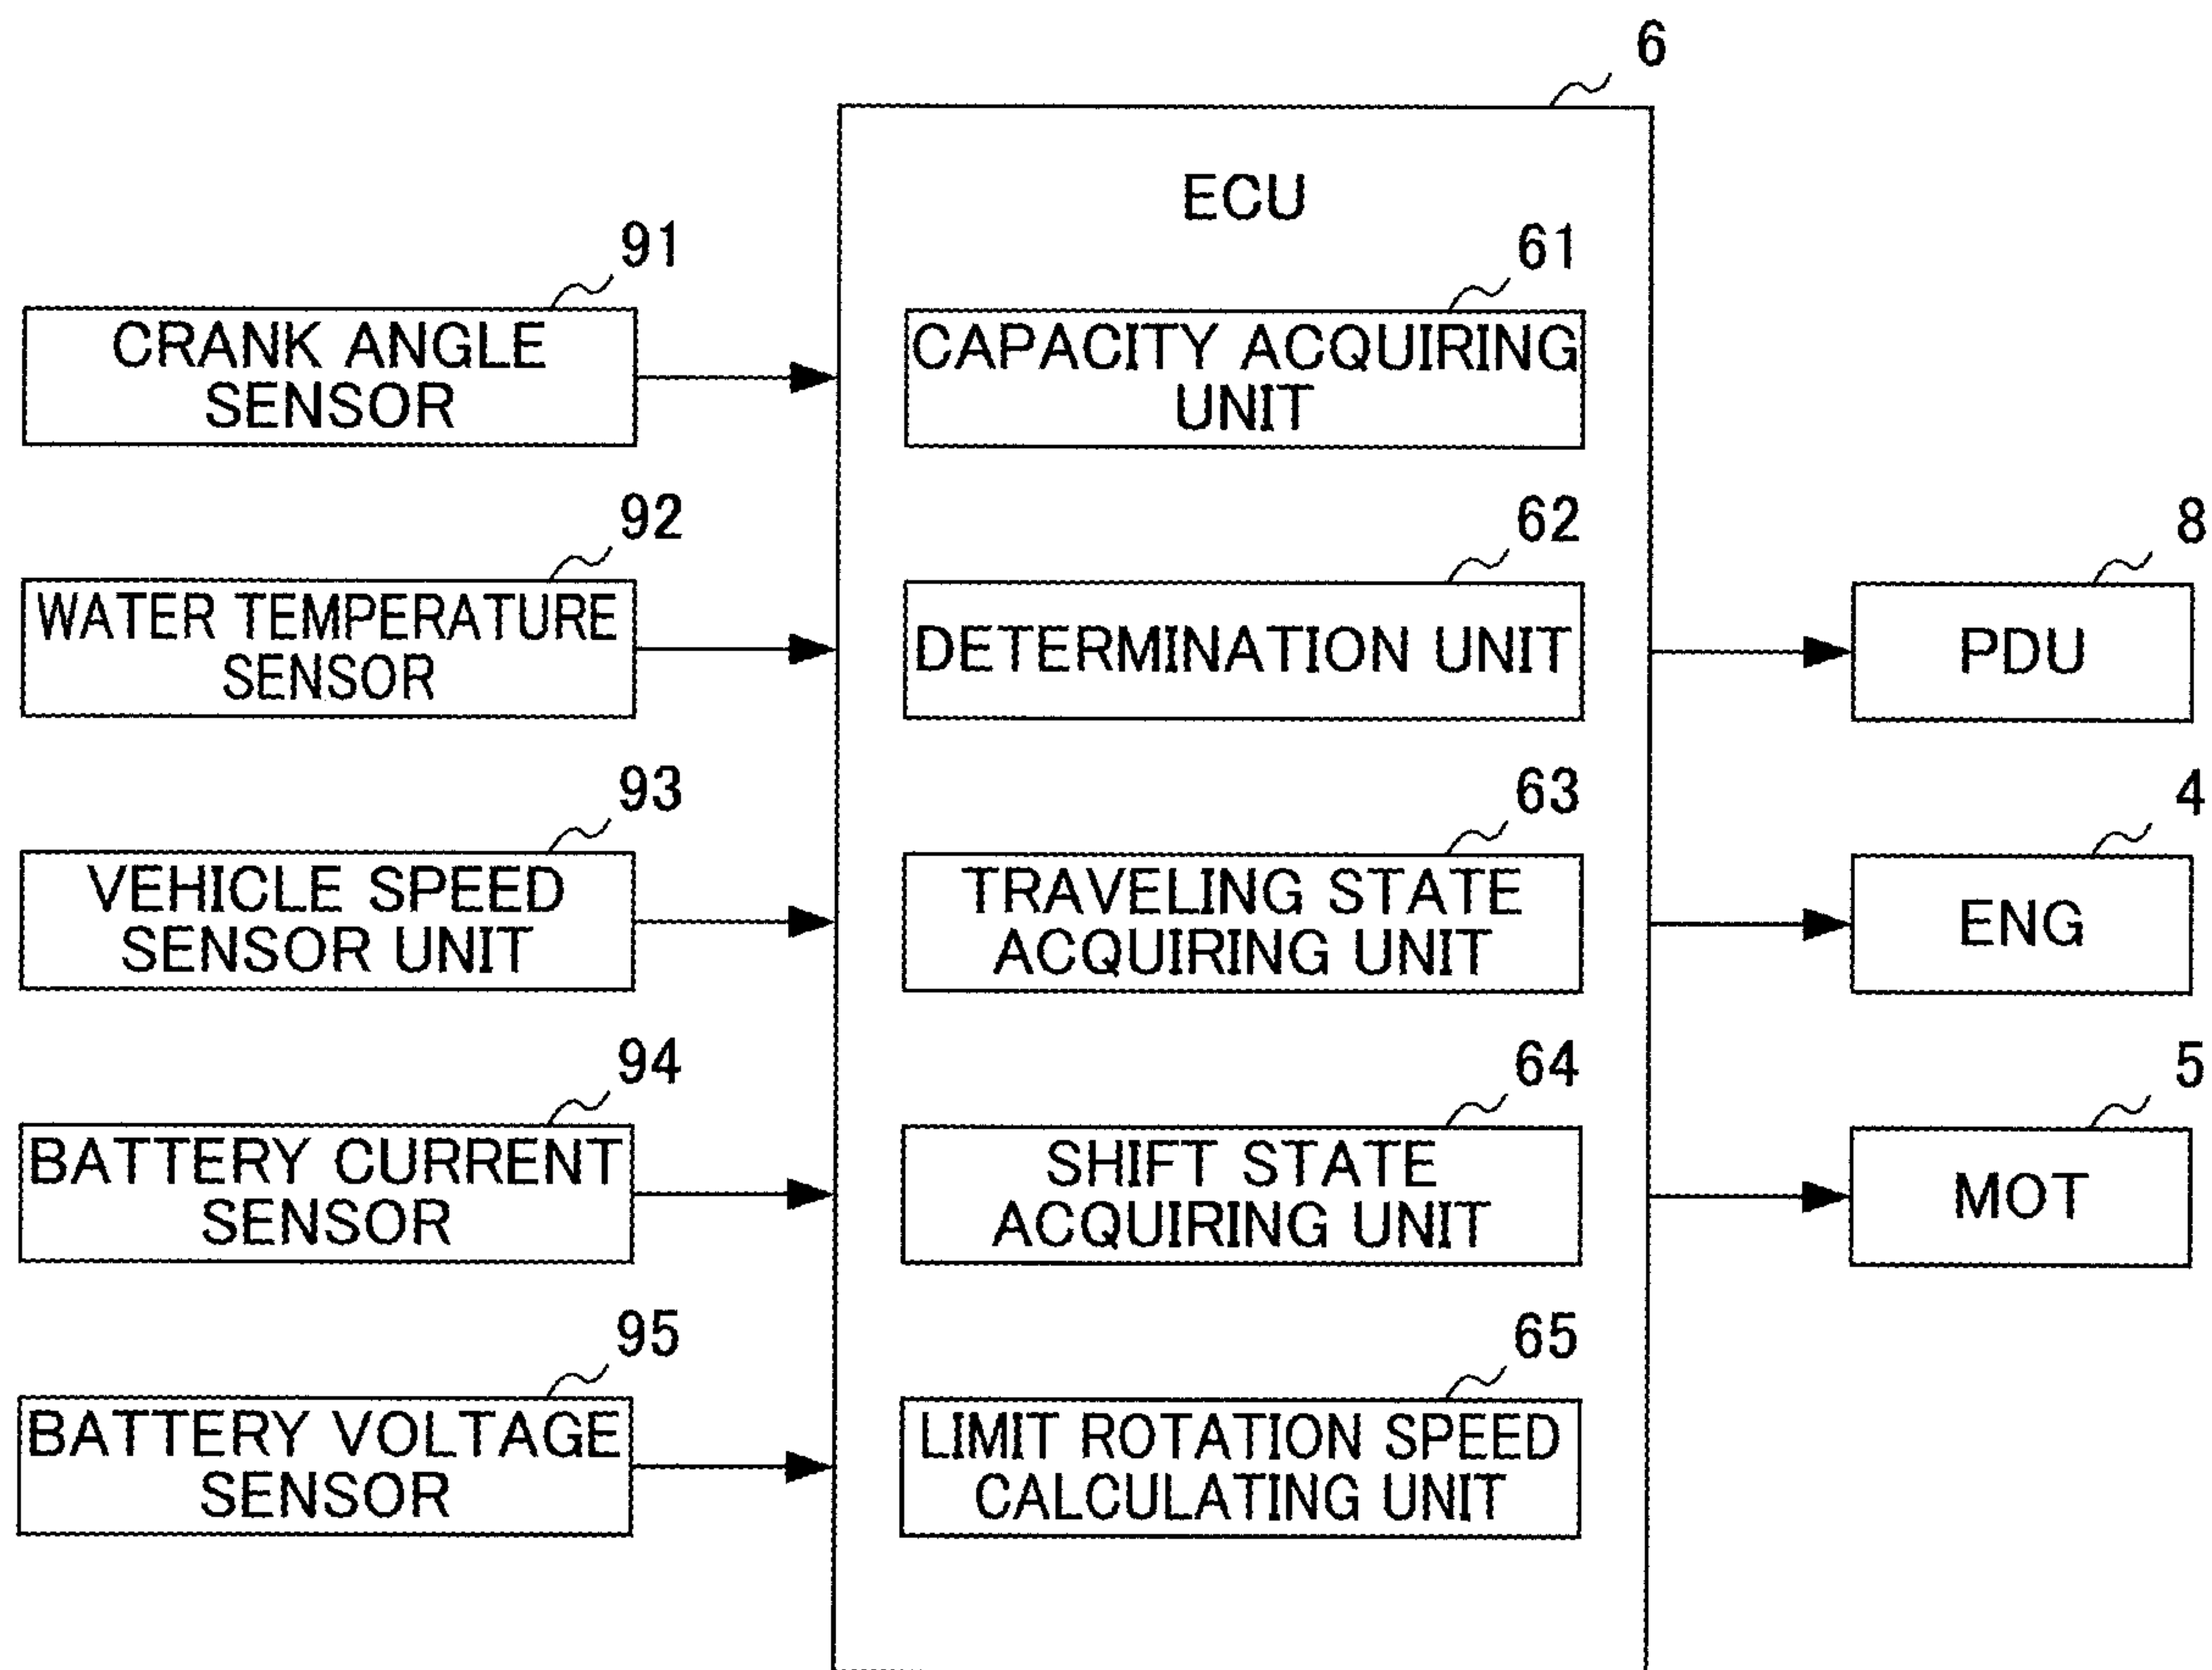 6
ECU
91
CRANK ANGLE
SENSOR
61
CAPACITY ACQUIRING
UNIT
92
WATER TEMPERATURE
SENSOR
62
DETERMINATION UNIT
8
PDU
93
VEHICLE SPEED
SENSOR UNIT
63
TRAVELING STATE
ACQUIRING UNIT
4
ENG
94
BATTERY CURRENT
SENSOR
64
SHIFT STATE
ACQUIRING UNIT
5
MOT
95
BATTERY VOLTAGE
SENSOR
65
LIMIT ROTATION SPEED
CALCULATING UNIT